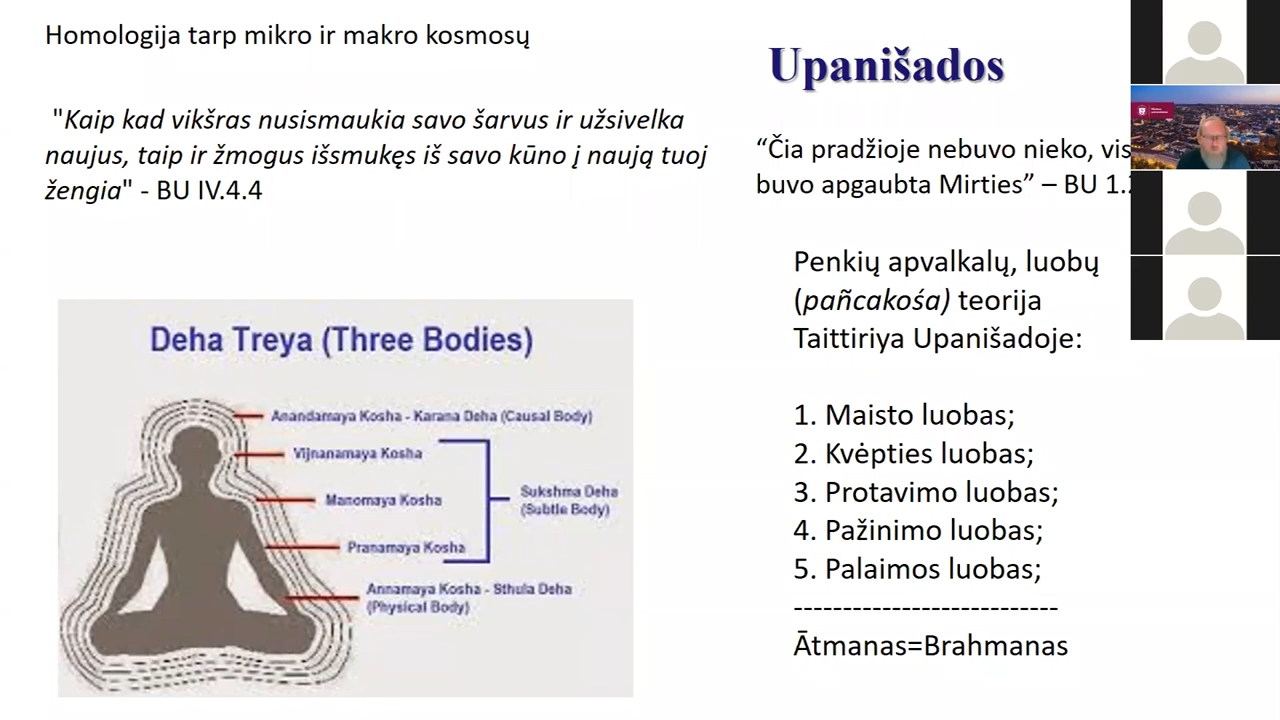 Homologija tarp mikro ir makro kosmosų
"Kaip kad vikšras nusismaukia savo šarvus ir užsivelka
naujus, taip ir žmogus išsmukęs iš savo kūno į naują tuoj
žengia" - BU IV.4.4
Upanišados
“Čia pradžioje nebuvo nieko,
buvo apgaubta Mirties” – BU
Penkių apvalkalų, luobų
(pañcakośa) teorija
Taittiriya Upanišadoje:
1. Maisto luobas;
2. Kvėpties luobas;
3. Protavimo luobas;
4. Pažinimo luobas;
5. Palaimos luobas;
---------------------------
Ātmanas=Brahmanas
Deha Treya (Three Bodies)
Anandamaya Kosha - Karana Deha (Causal Body)
Vijnanamaya Kosha
Manomaya Kosha
Pranamaya Kosha
Sukshma Deha
(Subtle Body)
Annamaya Kosha - Sthula Deha
(Physical Body)